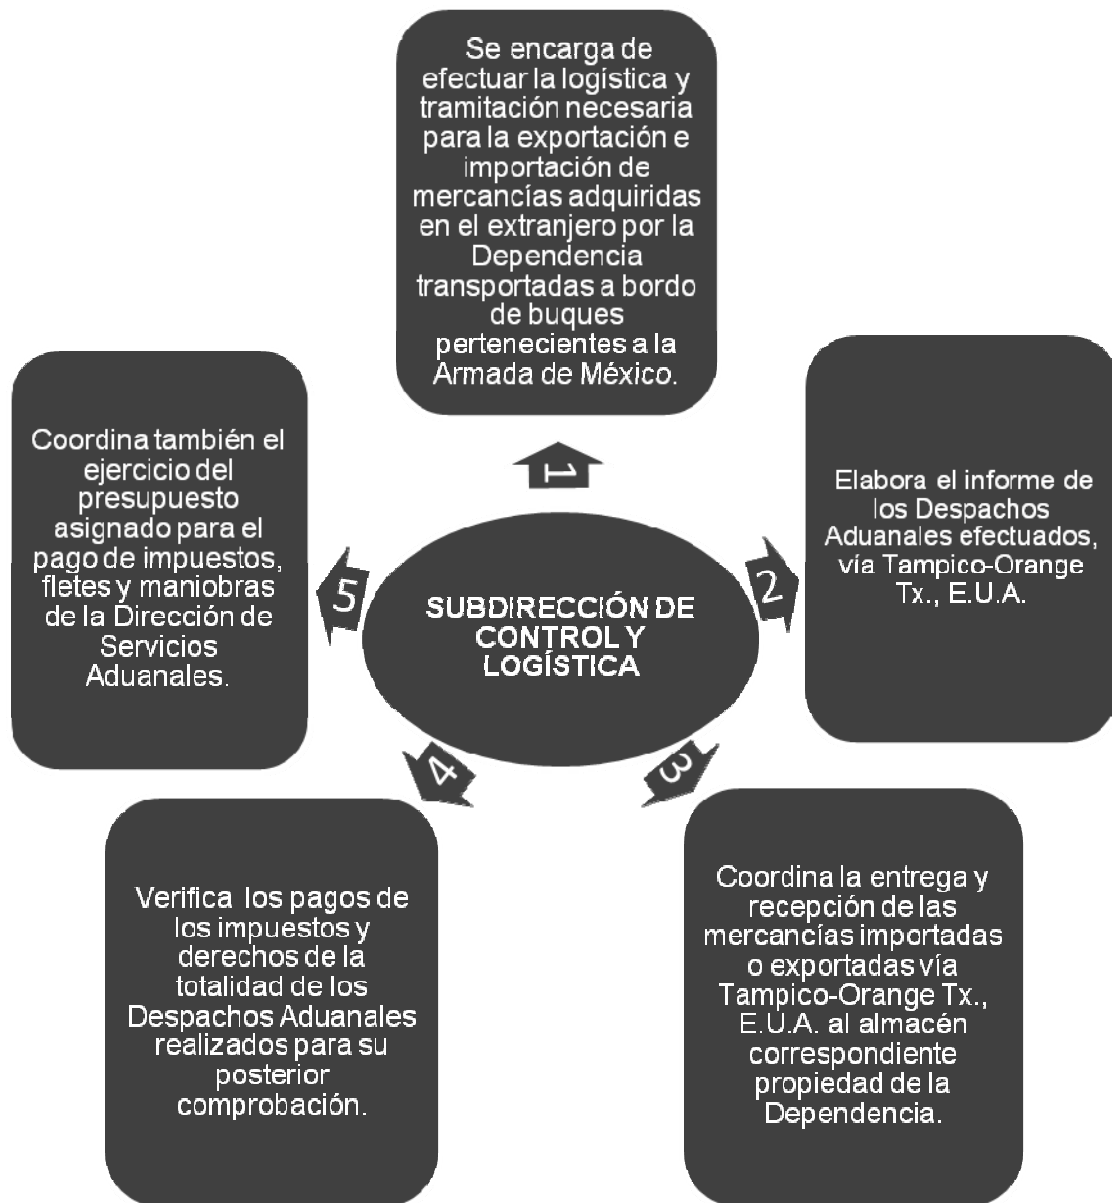 Se encarga de
efectuar la logística y
tramitación necesaria
para la exportación e
importación de
mercancías adquiridas
en el extranjero por la
Dependencia
transportadas a bordo
de buques
pertenecientes a la
Armada de México.
1
SUBDIRECCIÓN DE
CONTROL Y
LOGÍSTICA
2
Elabora el informe de
los Despachos
Aduanales efectuados,
vía Tampico-Orange
Tx., E.U.A.
3
Coordina la entrega y
recepción de las
mercancías importadas
o exportadas vía
Tampico-Orange Tx.,
E.U.A. al almacén
correspondiente
propiedad de la
Dependencia.
4
Verifica los pagos de
los impuestos y
derechos de la
totalidad de los
Despachos Aduanales
realizados para su
posterior
comprobación.
5
Coordina también el
ejercicio del
presupuesto
asignado para el
pago de impuestos,
fletes y maniobras
de la Dirección de
Servicios
Aduanales.